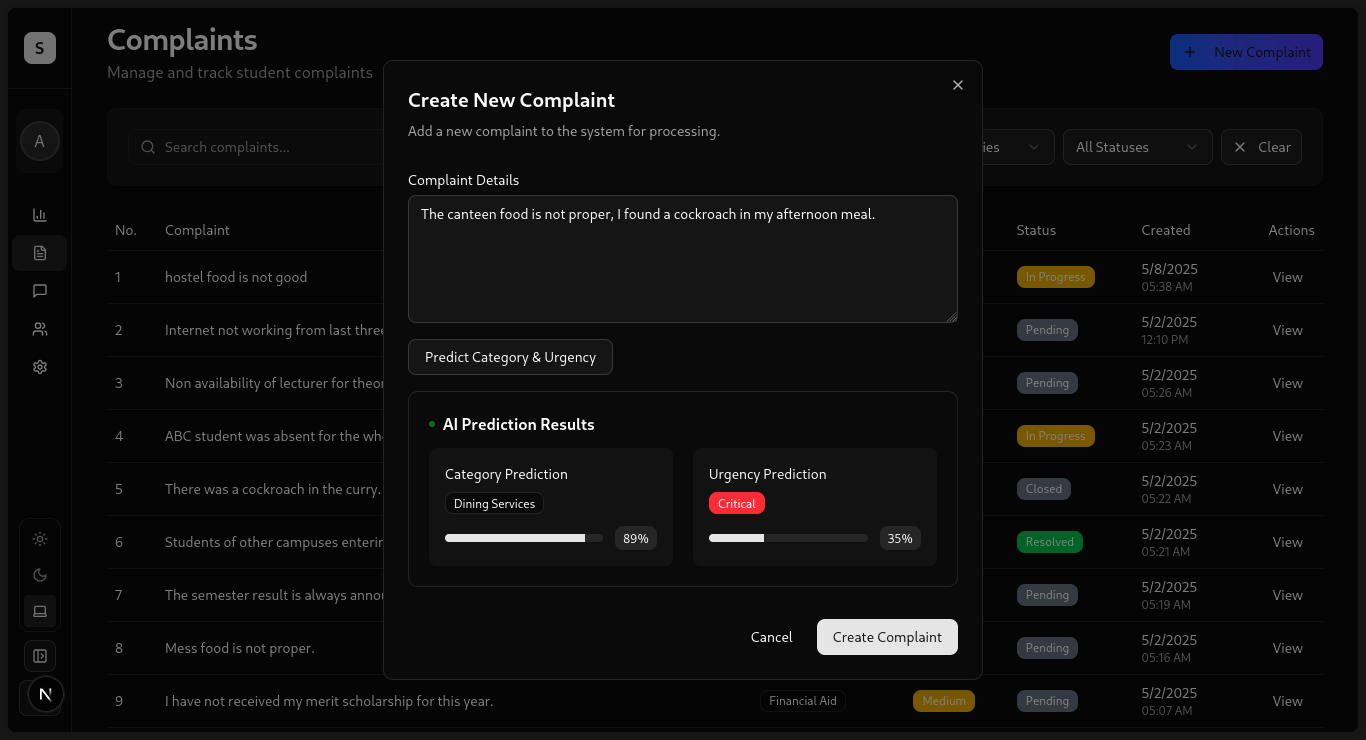 S
Complaints
Manage and track student complaints
+ New Complaint
A
Search complaints...
ies
All Statuses
Clear
Create New Complaint
Add a new complaint to the system for processing.
Complaint Details
The canteen food is not proper, I found a cockroach in my afternoon meal.
Predict Category & Urgency
AI Prediction Results
Category Prediction
Dining Services
89%
Urgency Prediction
Critical
35%
Cancel
Create Complaint
No. Complaint Status Created Actions
1 hostel food is not good In Progress 5/8/2025 View
05:38 AM
2 Internet not working from last three Pending 5/2/2025 View
12:10 PM
3 Non availability of lecturer for Pending 5/2/2025 View
05:26 AM
4 ABC student was absent for the In Progress 5/2/2025 View
05:23 AM
5 There was a cockroach in the curry. Closed 5/2/2025 View
05:22 AM
6 Students of other campuses Resolved 5/2/2025 View
05:21 AM
7 The semester result is always Pending 5/2/2025 View
05:19 AM
8 Mess food is not proper. Pending 5/2/2025 View
05:16 AM
9 I have not received my merit scholarship for this year. Financial Aid Medium Pending 5/2/2025 View
05:07 AM
N